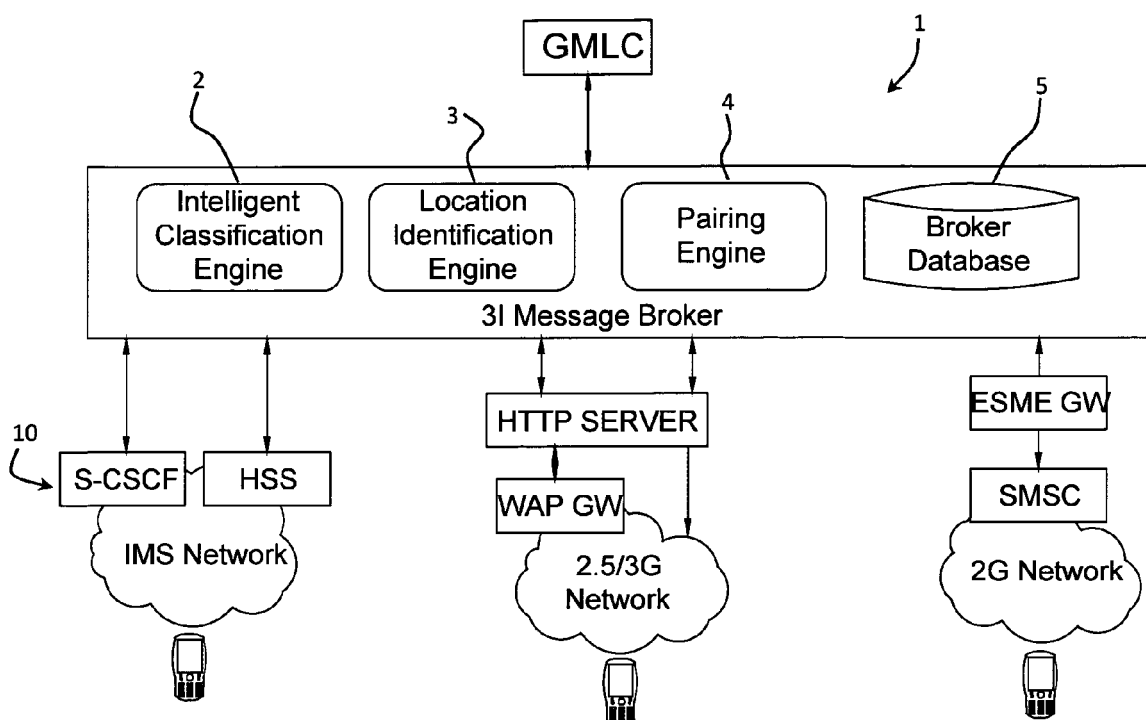 GMLC
1
2
3
4
5
Intelligent
Classification
Engine
Location
Identification
Engine
Pairing
Engine
Broker
Database
3I Message Broker
HTTP SERVER
ESME GW
10
S-CSCF
HSS
WAP GW
SMSC
IMS Network
2.5/3G
Network
2G Network